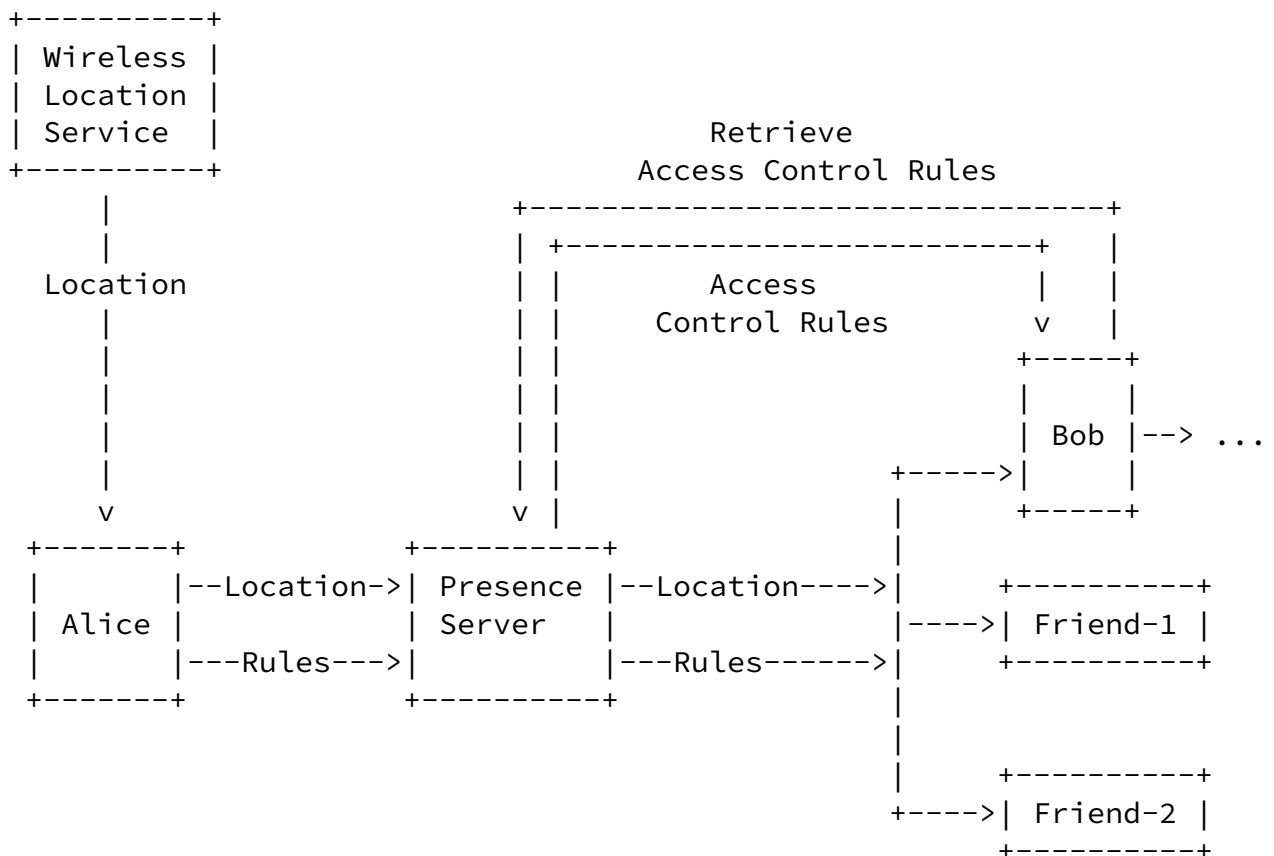 Wireless
Location
Service
Retrieve
Access Control Rules
Location
Access
Control Rules
Bob --> ...
--Location-> Presence --Location---->
Alice Server Friend-1
---Rules---> ---Rules------>
Friend-2